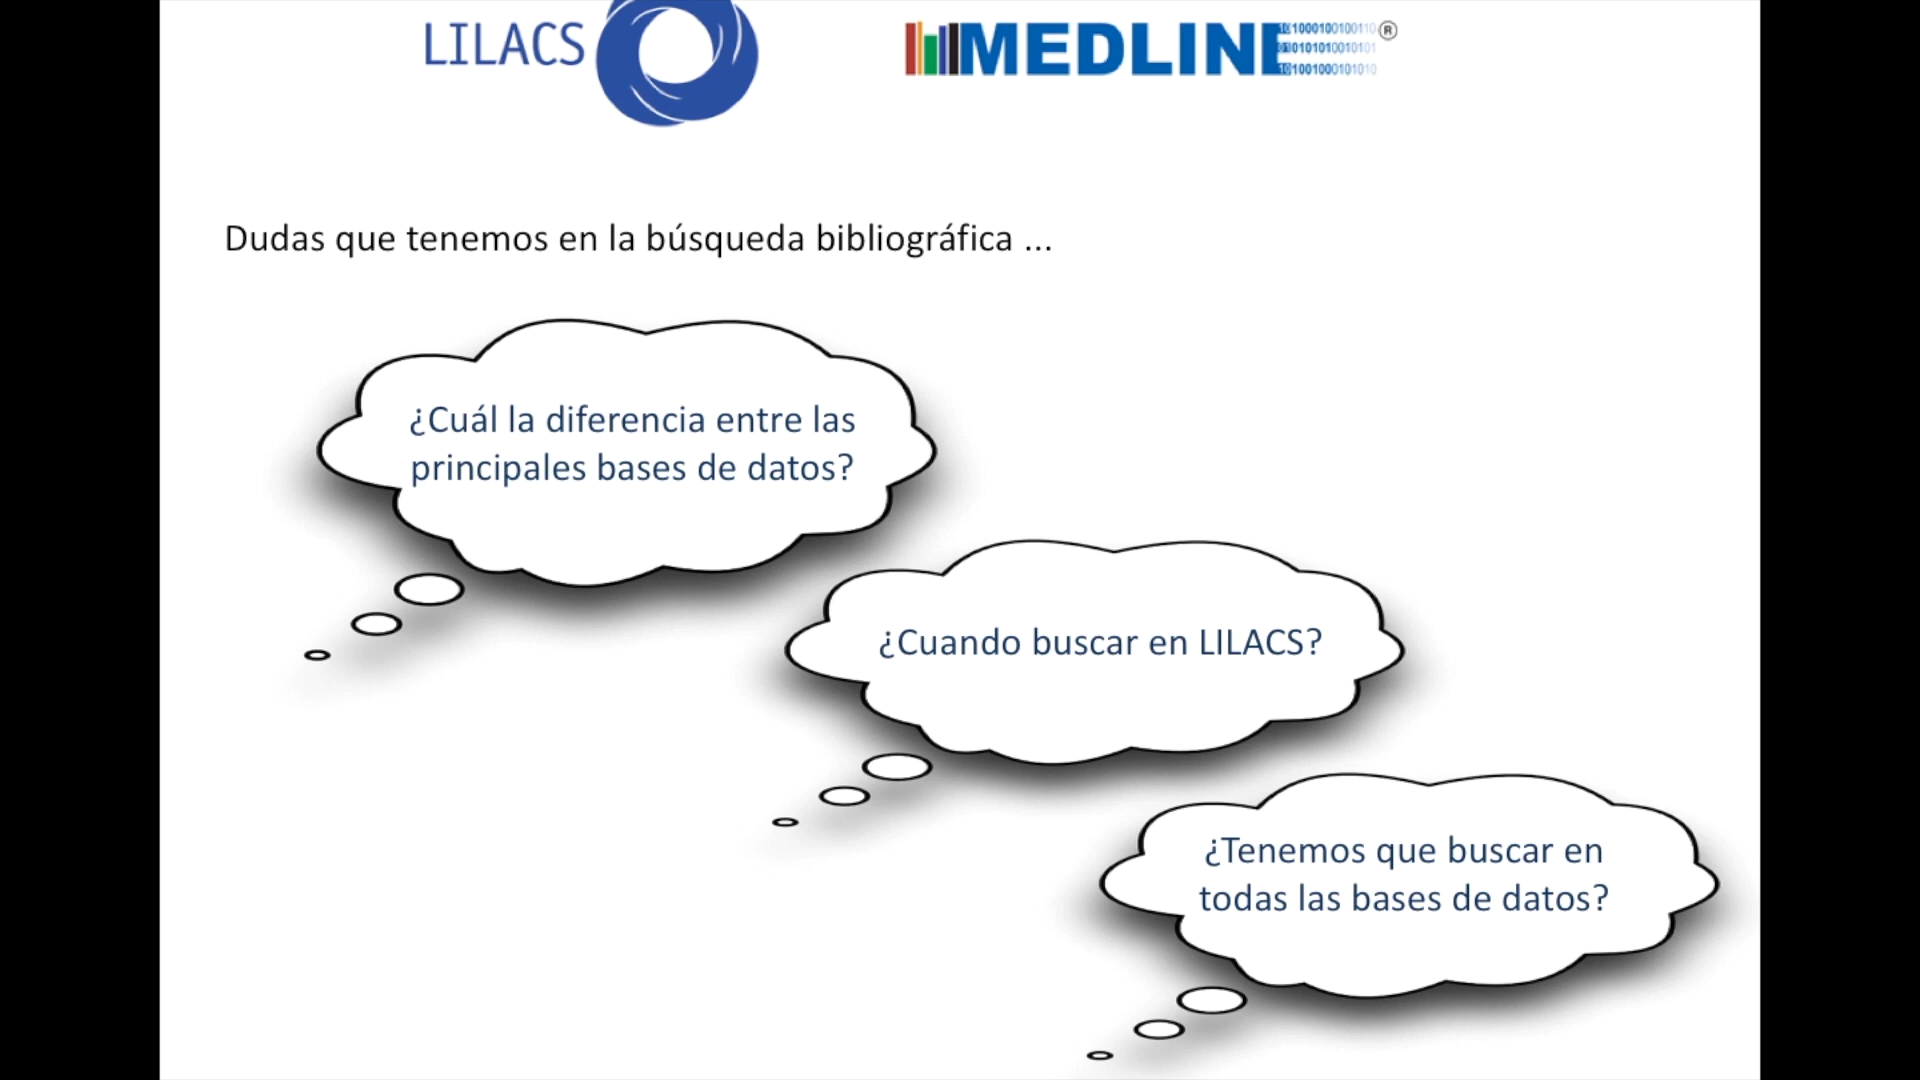 LILACS
MEDLINE
1010001001001100 ®
Dudas que tenemos en la búsqueda bibliográfica ...
¿Cuál la diferencia entre las
principales bases de datos?
¿Cuando buscar en LILACS?
¿Tenemos que buscar en
todas las bases de datos?